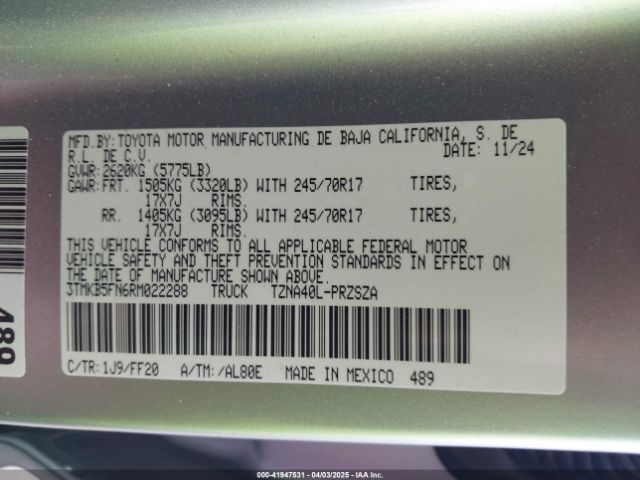 MFD.BY: TOYOTA MOTOR MANUFACTURING DE BAJA CALIFORNIA, S. DE
R.L. DE C.V. DATE: 11/24
GVWR: 2620KG (5775LB)
GAWR: FRT. 1505KG (3320LB) WITH 245/70R17 TIRES,
17X7J RIMS.
RR. 1405KG (3095LB) WITH 245/70R17 TIRES,
17X7J RIMS.
THIS VEHICLE CONFORMS TO ALL APPLICABLE FEDERAL MOTOR
VEHICLE SAFETY AND THEFT PREVENTION STANDARDS IN EFFECT ON
THE DATE OF MANUFACTURE SHOWN ABOVE.
3TMKB5FN6RM022288 TRUCK TZNA40L-PRZSZA
C/TR: 1J9/FF20 A/TM: /AL80E MADE IN MEXICO 489
489
000-41947531 - 04/03/2025 - IAA Inc.